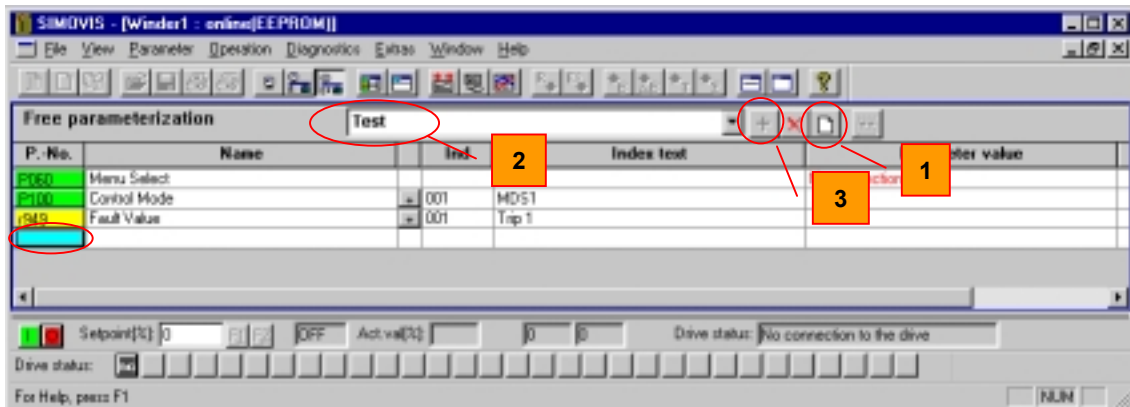 SIMOVIS - [Winder1 : online(EEPROM)]
File View Parameter Operation Diagnostics Extras Window Help
Free parameterization Test
P.-No. Name Ind. Index text eter value
P060 Menu Select
P100 Control Mode 001 MDS1
r949 Fault Value 001 Trip 1
2
1
3
Setpoint[%]: 0 OFF Act.val[%]: 0 0 Drive status: No connection to the drive
Drive status:
For Help, press F1 NUM